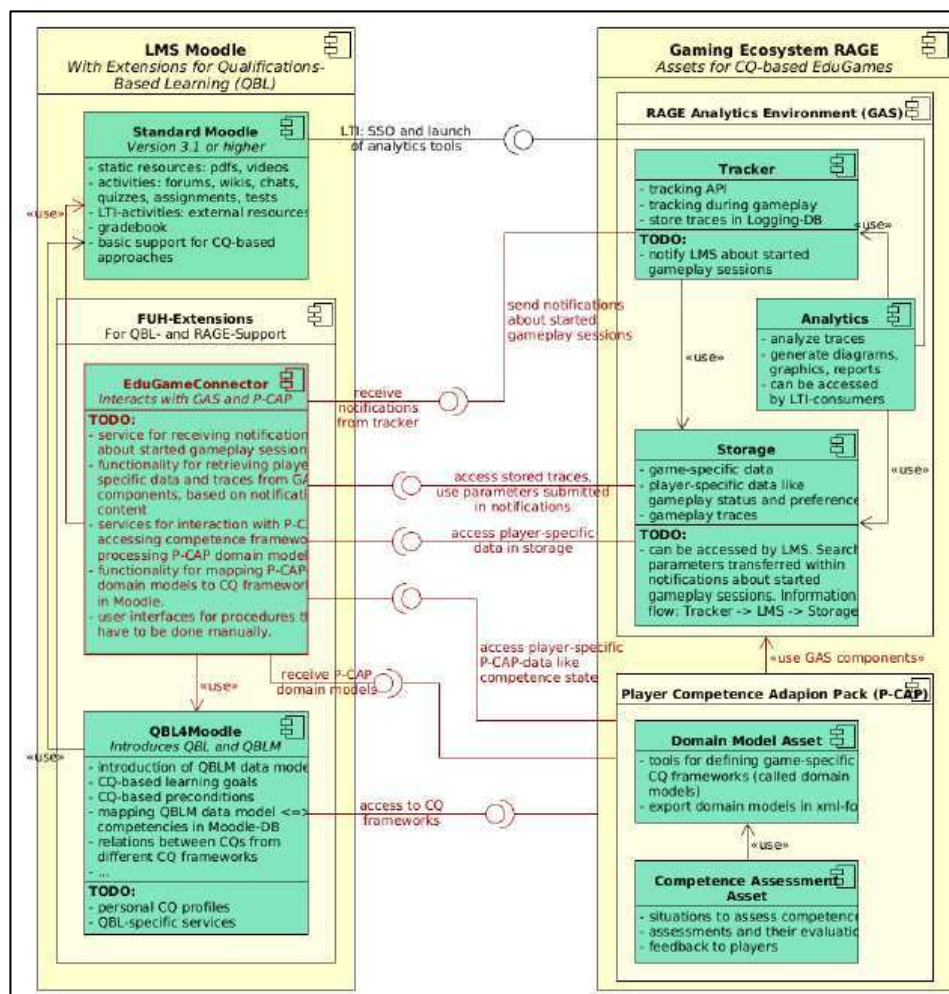 LMS Moodle
With Extensions for Qualifications-
Based Learning (QBL)
Standard Moodle
Version 3.1 or higher
- static resources: pdfs, videos
- activities: forums, wikis, chats,
quizzes, assignments, tests
- LTI-activities: external resources
- gradebook
- basic support for CQ-based
approaches
«use»
FUH-Extensions
For QBL- and RAGE-Support
EduGameConnector
Interacts with GAS and P-CAP
TODO:
- service for receiving notification
about started gameplay session
- functionality for retrieving playe
specific data and traces from GA
components, based on notificati
content
- services for interaction with P-C
accessing competence framewo
processing P-CAP domain model
- functionality for mapping P-CAP
domain models to CQ framewor
in Moodle.
- user interfaces for procedures t
have to be done manually.
«use»
«use»
QBL4Moodle
Introduces QBL and QBLM
- introduction of QBLM data mode
- CQ-based learning goals
- CQ-based preconditions
- mapping QBLM data model <=>
competencies in Moodle-DB
- relations between CQs from
different CQ frameworks
- ...
TODO:
- personal CQ profiles
- QBL-specific services
LTI: SSO and launch
of analytics tools
send notifications
about started
gameplay sessions
receive
notifications
from tracker
access stored traces,
use parameters submitted
in notifications
access player-specific
data in storage
access player-specific
P-CAP-data like
competence state
receive P-CAP
domain models
access to CQ
frameworks
Gaming Ecosystem RAGE
Assets for CQ-based EduGames
RAGE Analytics Environment (GAS)
Tracker
- tracking API
- tracking during gameplay
- store traces in Logging-DB
TODO:
- notify LMS about started
gameplay sessions
«use»
«use»
Analytics
- analyze traces
- generate diagrams,
graphics, reports
- can be accessed
by LTI-consumers
«use»
Storage
- game-specific data
- player-specific data like
gameplay status and preference
- gameplay traces
TODO:
- can be accessed by LMS. Search
parameters transferred within
notifications about started
gameplay sessions. Information
flow: Tracker -> LMS -> Storage
«use GAS components»
Player Competence Adaption Pack (P-CAP)
Domain Model Asset
- tools for defining game-specific
CQ frameworks (called domain
models)
- export domain models in xml-fo
«use»
Competence Assessment
Asset
- situations to assess competenc
- assessments and their evaluatio
- feedback to players